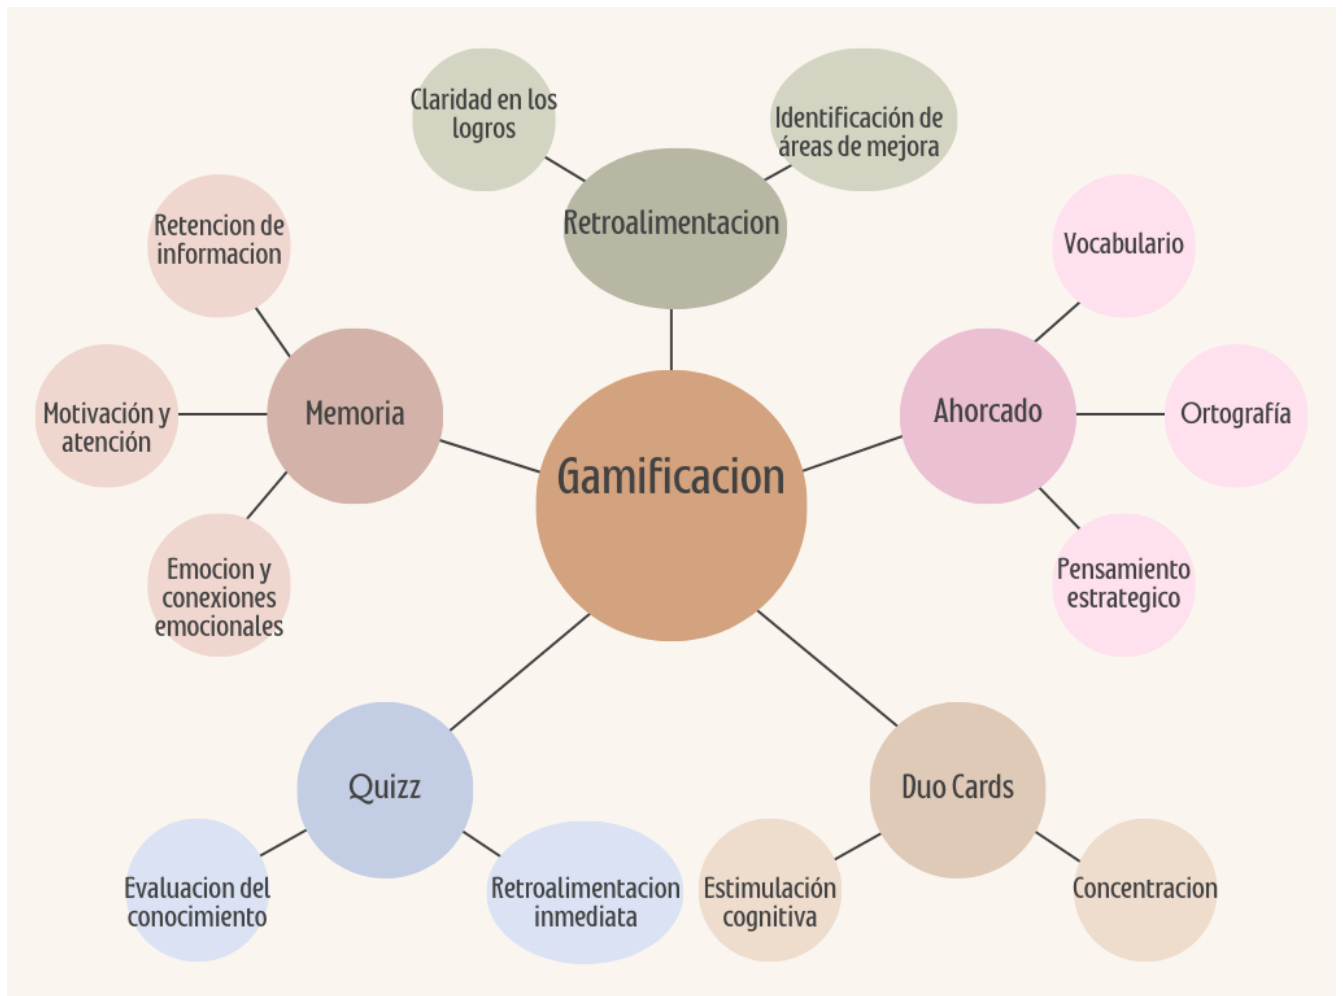 Claridad en los
logros
Identificación de
áreas de mejora
Retroalimentacion
Retencion de
informacion
Vocabulario
Motivación y
atención
Memoria
Ahorcado
Ortografía
Gamificacion
Emocion y
conexiones
emocionales
Pensamiento
estrategico
Quizz
Duo Cards
Evaluacion del
conocimiento
Retroalimentacion
inmediata
Estimulación
cognitiva
Concentracion